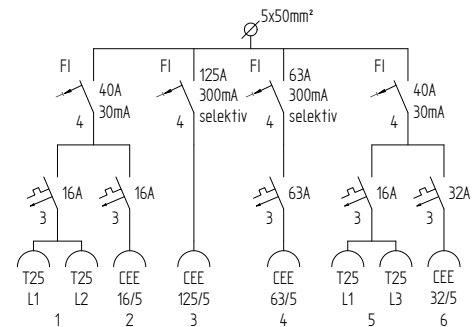 5x50mm²
FI
40A
30mA
4
FI
125A
300mA
selektiv
4
FI
63A
300mA
selektiv
4
FI
40A
30mA
4
16A
3
16A
3
63A
3
16A
3
32A
3
T25
L1
T25
L2
CEE
16/5
CEE
125/5
CEE
63/5
T25
L1
T25
L3
CEE
32/5
1
2
3
4
5
6